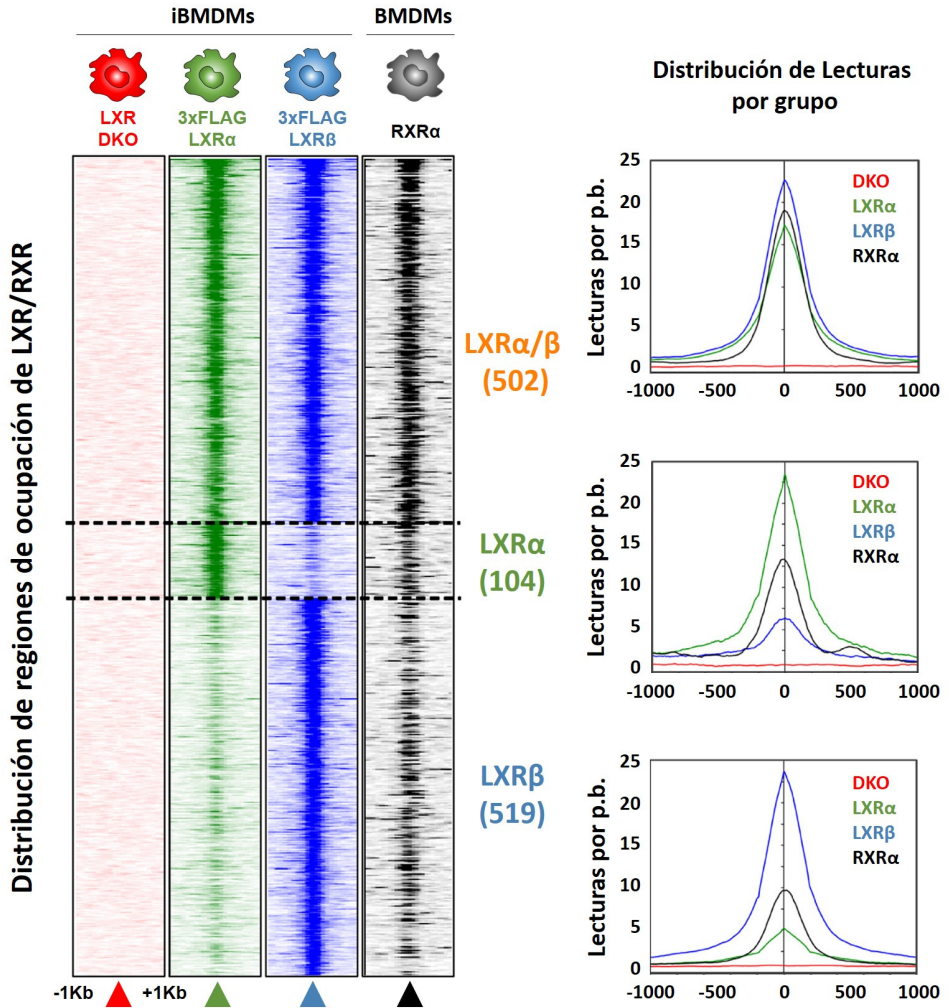 iBMDMs
BMDMs
LXR
DKO
3xFLAG
LXRα
3xFLAG
LXRβ
RXRα
Distribución de regiones de ocupación de LXR/RXR
-1Kb
+1Kb
LXRα/β
(502)
LXRα
(104)
LXRβ
(519)
Distribución de Lecturas
por grupo
Lecturas por p.b.
25
20
15
10
5
0
-1000
-500
0
500
1000
DKO
LXRα
LXRβ
RXRα
Lecturas por p.b.
25
20
15
10
5
0
-1000
-500
0
500
1000
DKO
LXRα
LXRβ
RXRα
Lecturas por p.b.
25
20
15
10
5
0
-1000
-500
0
500
1000
DKO
LXRα
LXRβ
RXRα